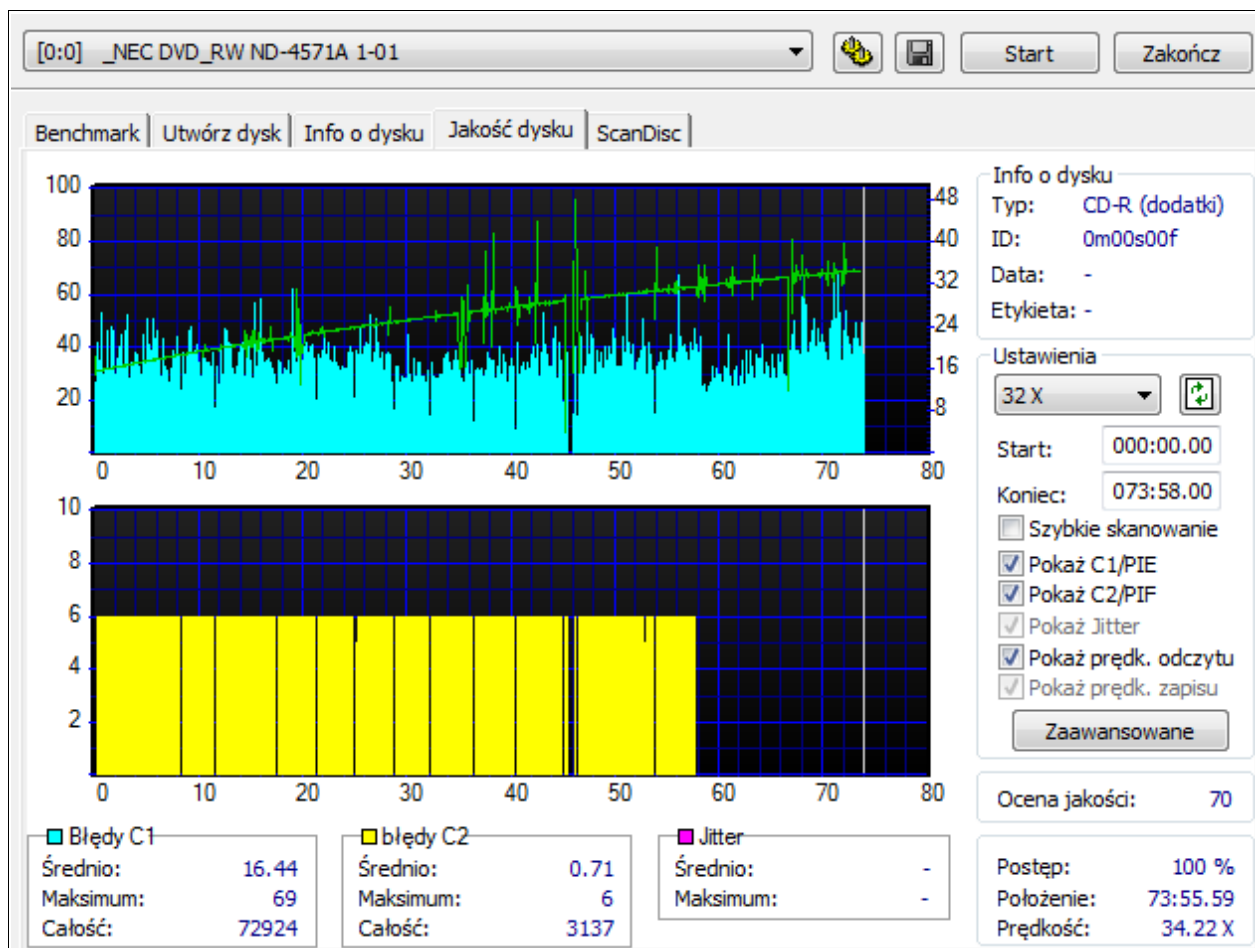 [0:0] _NEC DVD_RW ND-4571A 1-01
Start
Zakończ
Benchmark
Utwórz dysk
Info o dysku
Jakość dysku
ScanDisc
100
80
60
40
20
48
40
32
24
16
8
0 10 20 30 40 50 60 70 80
10
8
6
4
2
0 10 20 30 40 50 60 70 80
Błędy C1
Średnio: 16.44
Maksimum: 69
Całość: 72924
błędy C2
Średnio: 0.71
Maksimum: 6
Całość: 3137
Jitter
Średnio: -
Maksimum: -
Info o dysku
Typ: CD-R (dodatki)
ID: 0m00s00f
Data: -
Etykieta: -
Ustawienia
32 X
Start: 000:00.00
Koniec: 073:58.00
Szybkie skanowanie
Pokaż C1/PIE
Pokaż C2/PIF
Pokaż Jitter
Pokaż prędk. odczytu
Pokaż prędk. zapisu
Zaawansowane
Ocena jakości: 70
Postęp: 100 %
Położenie: 73:55.59
Prędkość: 34.22 X